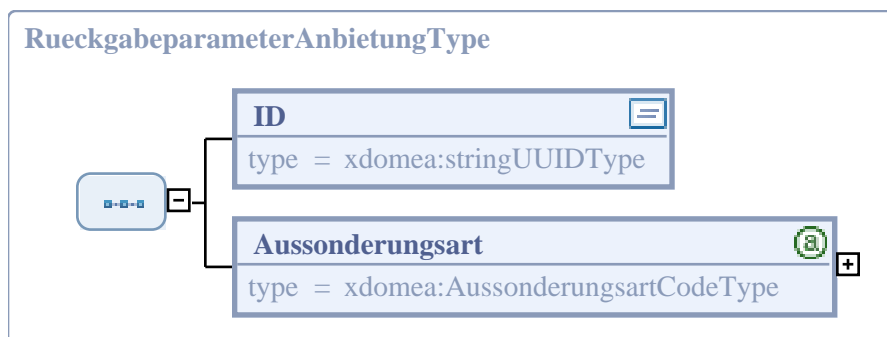 RueckgabeparameterAnbietungType
ID
type = xdomea:stringUUIDType
Aussonderungsart
type = xdomea:AussonderungsartCodeType